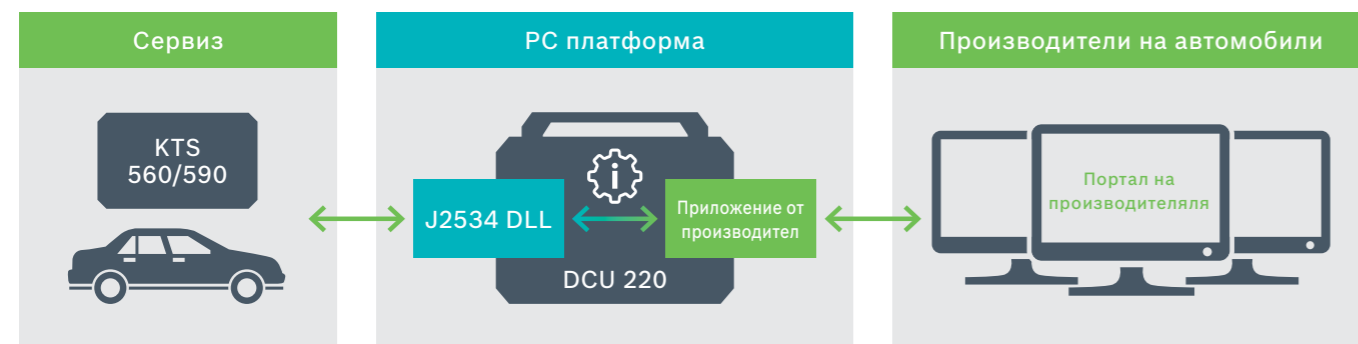 Сервиз
KTS
560/590
PC платформа
J2534 DLL
Приложение от
производител
DCU 220
Производители на автомобили
Портал на
производителяля